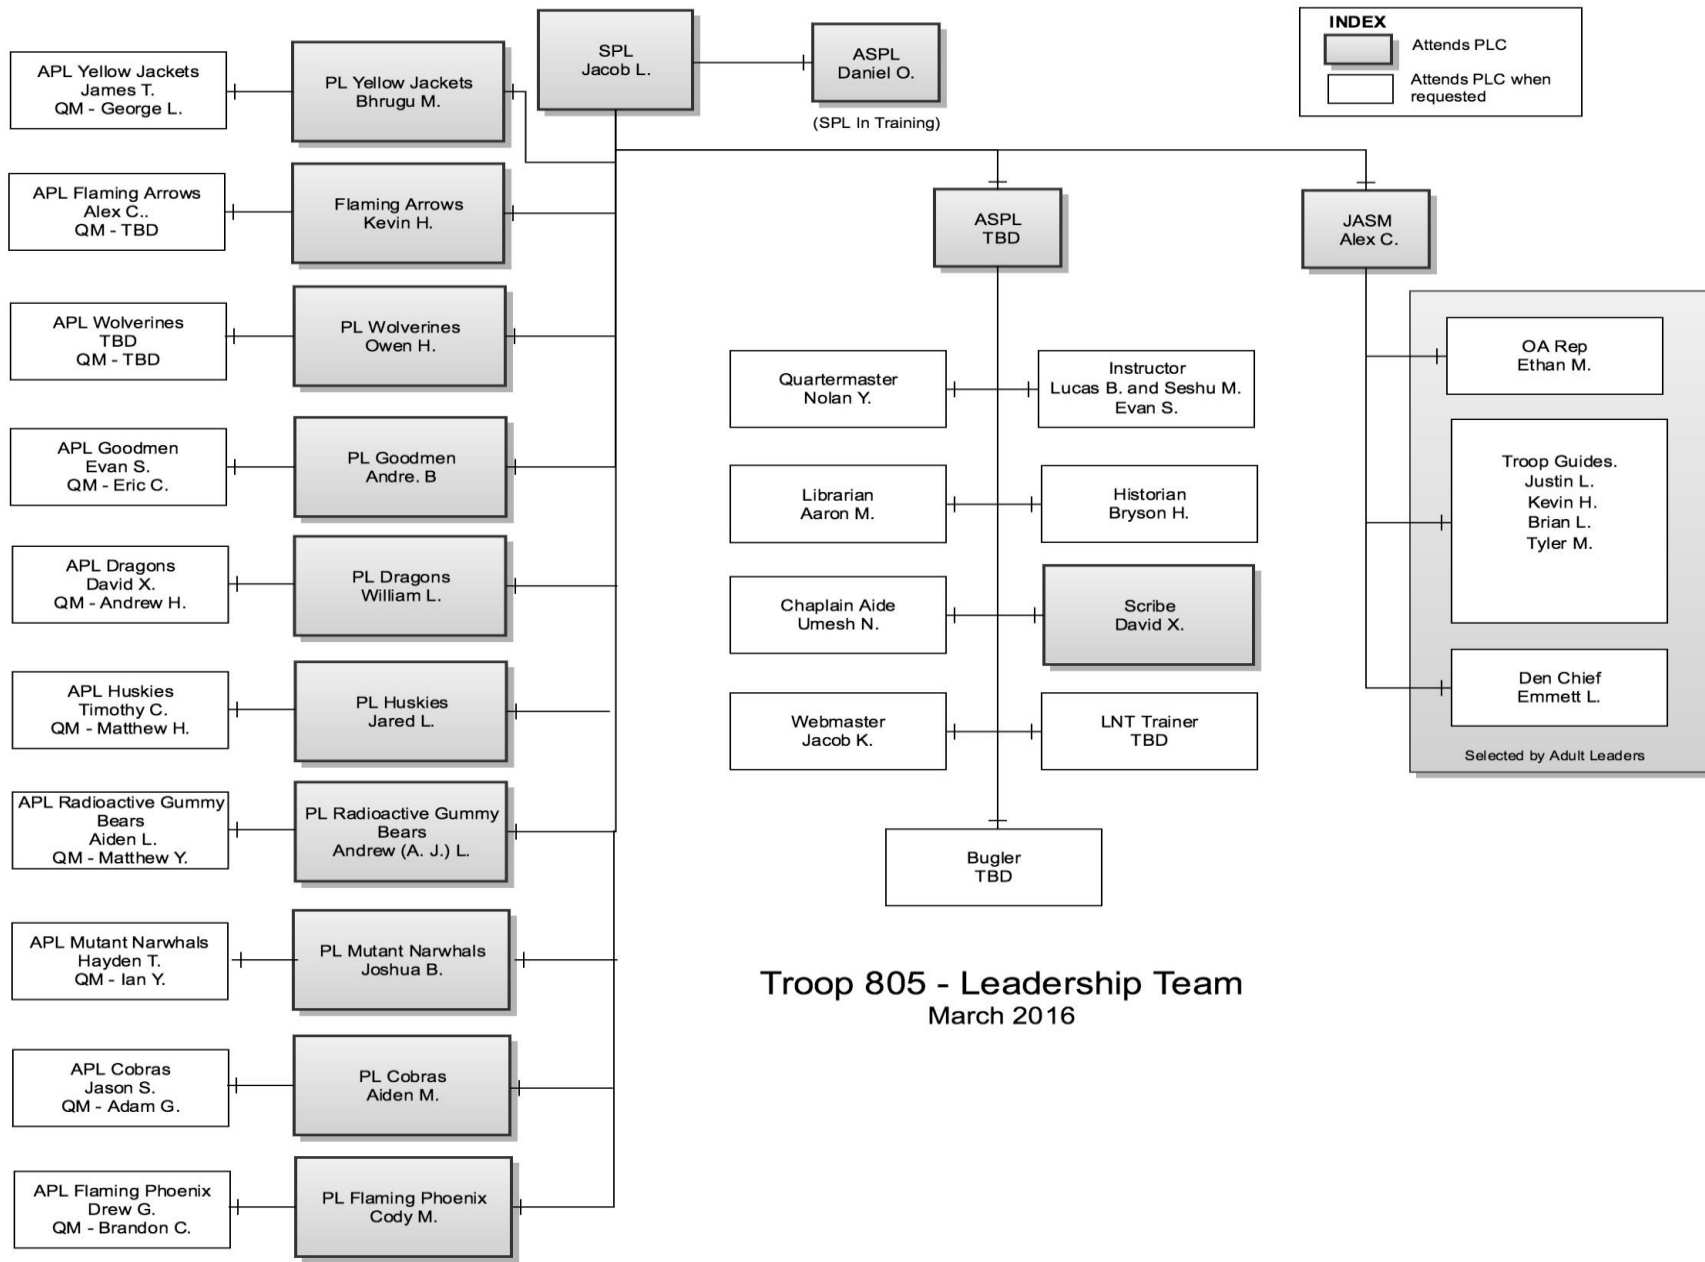 SPL
Jacob L.
ASPL
Daniel O.
(SPL In Training)
INDEX
Attends PLC
Attends PLC when
requested
APL Yellow Jackets
James T.
QM - George L.
PL Yellow Jackets
Bhrugu M.
APL Flaming Arrows
Alex C..
QM - TBD
Flaming Arrows
Kevin H.
APL Wolverines
TBD
QM - TBD
PL Wolverines
Owen H.
APL Goodmen
Evan S.
QM - Eric C.
PL Goodmen
Andre. B
APL Dragons
David X.
QM - Andrew H.
PL Dragons
William L.
APL Huskies
Timothy C.
QM - Matthew H.
PL Huskies
Jared L.
APL Radioactive Gummy
Bears
Aiden L.
QM - Matthew Y.
PL Radioactive Gummy
Bears
Andrew (A. J.) L.
APL Mutant Narwhals
Hayden T.
QM - Ian Y.
PL Mutant Narwhals
Joshua B.
APL Cobras
Jason S.
QM - Adam G.
PL Cobras
Aiden M.
APL Flaming Phoenix
Drew G.
QM - Brandon C.
PL Flaming Phoenix
Cody M.
ASPL
TBD
Quartermaster
Nolan Y.
Instructor
Lucas B. and Seshu M.
Evan S.
Librarian
Aaron M.
Historian
Bryson H.
Chaplain Aide
Umesh N.
Scribe
David X.
Webmaster
Jacob K.
LNT Trainer
TBD
Bugler
TBD
JASM
Alex C.
OA Rep
Ethan M.
Troop Guides.
Justin L.
Kevin H.
Brian L.
Tyler M.
Den Chief
Emmett L.
Selected by Adult Leaders
Troop 805 - Leadership Team
March 2016